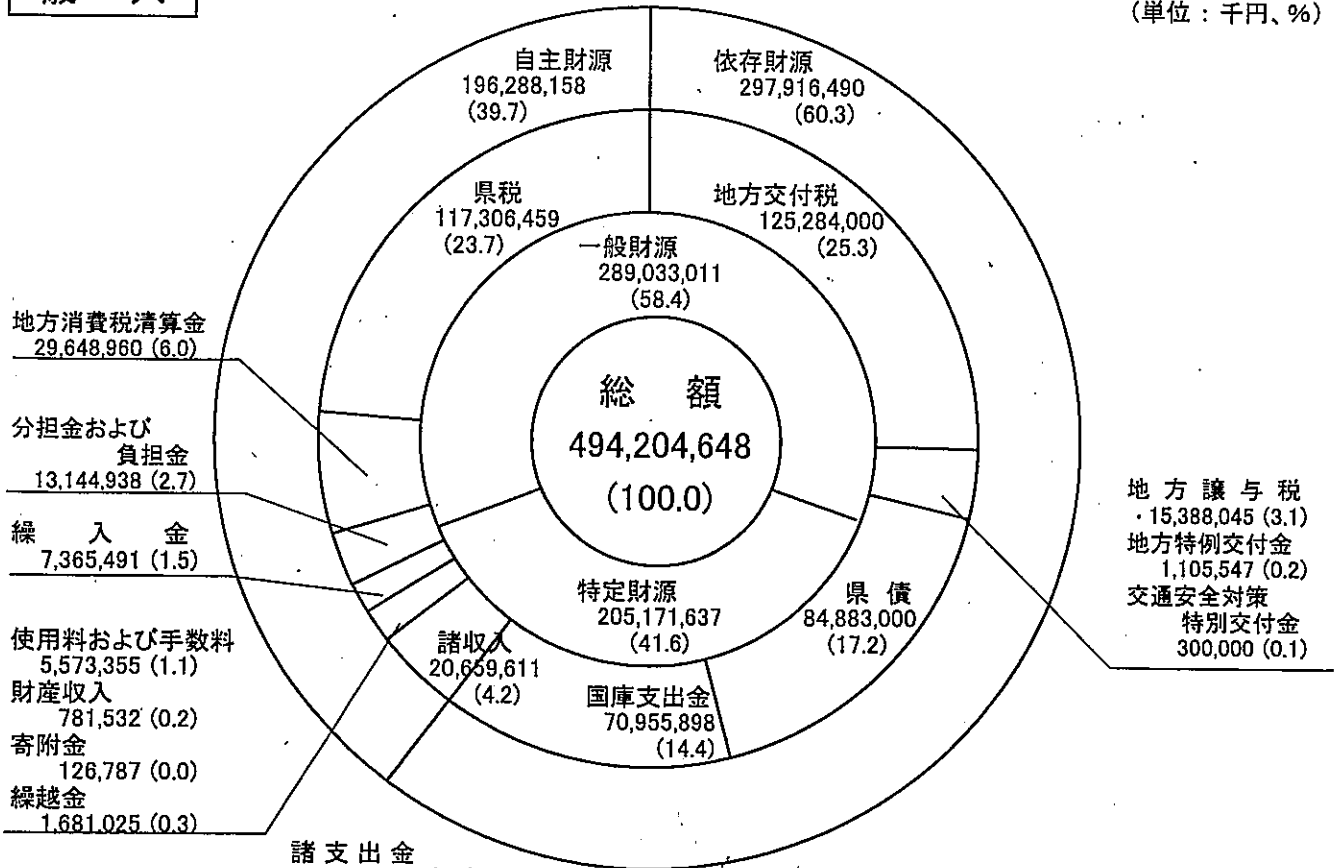 (単位：千円、%)
自主財源
196,288,158
(39.7)
依存財源
297,916,490
(60.3)
県税
117,306,459
(23.7)
地方交付税
125,284,000
(25.3)
一般財源
289,033,011
(58.4)
地方消費税清算金
29,648,960 (6.0)
総　額
494,204,648
(100.0)
分担金および
負担金
13,144,938 (2.7)
繰　入　金
7,365,491 (1.5)
地 方 譲 与 税
15,388,045 (3.1)
地方特例交付金
1,105,547 (0.2)
交通安全対策
特別交付金
300,000 (0.1)
特定財源
205,171,637
(41.6)
県 債
84,883,000
(17.2)
使用料および手数料
5,573,355 (1.1)
財産収入
781,532 (0.2)
寄附金
126,787 (0.0)
繰越金
1,681,025 (0.3)
諸収入
20,659,611
(4.2)
国庫支出金
70,955,898
(14.4)
諸 支 出 金